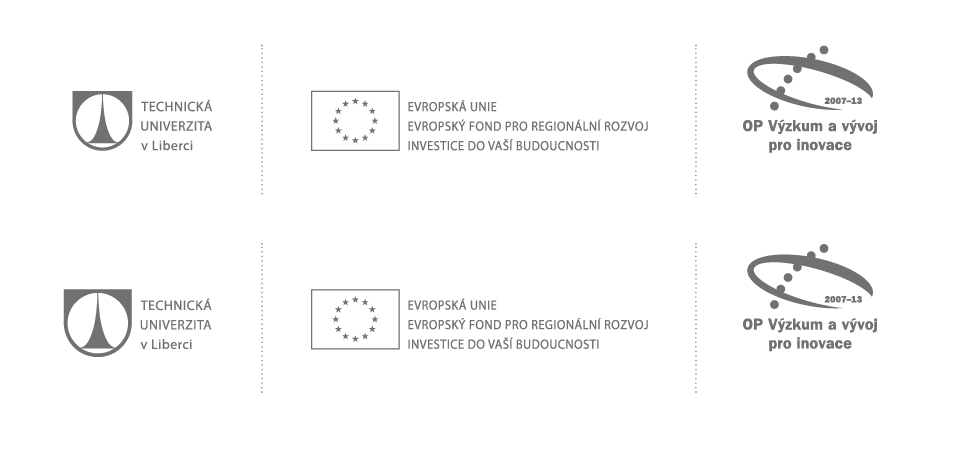 TECHNICKÁ
UNIVERZITA
v Liberci
EVROPSKÁ UNIE
EVROPSKÝ FOND PRO REGIONÁLNÍ ROZVOJ
INVESTICE DO VAŠÍ BUDOUCNOSTI
2007–13
OP Výzkum a vývoj
pro inovace
TECHNICKÁ
UNIVERZITA
v Liberci
EVROPSKÁ UNIE
EVROPSKÝ FOND PRO REGIONÁLNÍ ROZVOJ
INVESTICE DO VAŠÍ BUDOUCNOSTI
2007–13
OP Výzkum a vývoj
pro inovace